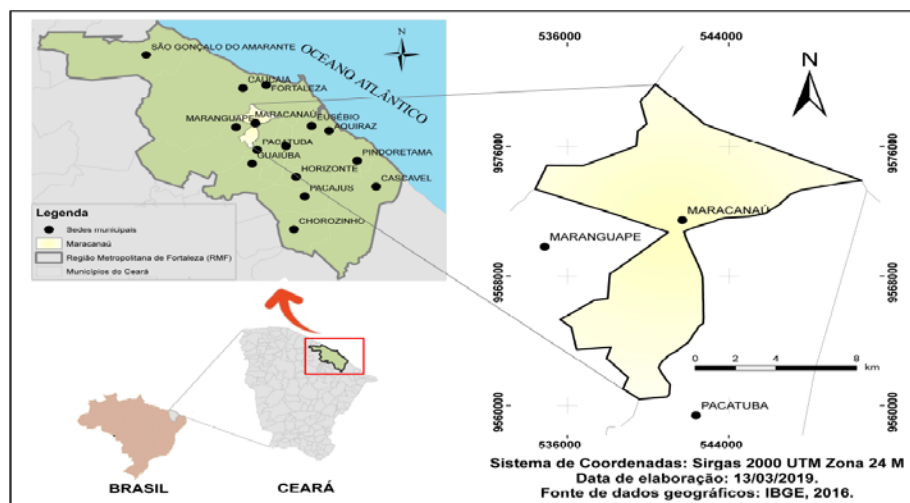 SÃO GONÇALO DO AMARANTE
OCEANO ATLÂNTICO
N
CAUCAIA
FORTALEZA
MARANGUAPE
MARACANAÚ
EUSÉBIO
AQUIRAZ
PACATUBA
GUAIÚBA
PINDORETAMA
HORIZONTE
CASCAVEL
PACAJUS
CHOROZINHO
Legenda
Sedes municipais
Maracanaú
Região Metropolitana de Fortaleza (RMF)
Municípios do Ceará
BRASIL
CEARÁ
536000
544000
N
9576000
9576000
MARACANAÚ
MARANGUAPE
9568000
9568000
0 2 4 8
km
PACATUBA
9560000
9560000
536000
544000
Sistema de Coordenadas: Sirgas 2000 UTM Zona 24 M
Data de elaboração: 13/03/2019.
Fonte de dados geográficos: IBGE, 2016.